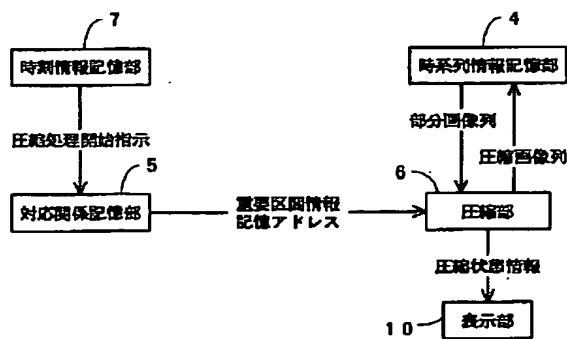 7
時刻情報記憶部
4
時系列情報記憶部
圧縮処理開始指示
部分画像列
圧縮画像列
5
対応関係記憶部
重要区間情報
記憶アドレス
6
圧縮部
圧縮状態情報
10
表示部